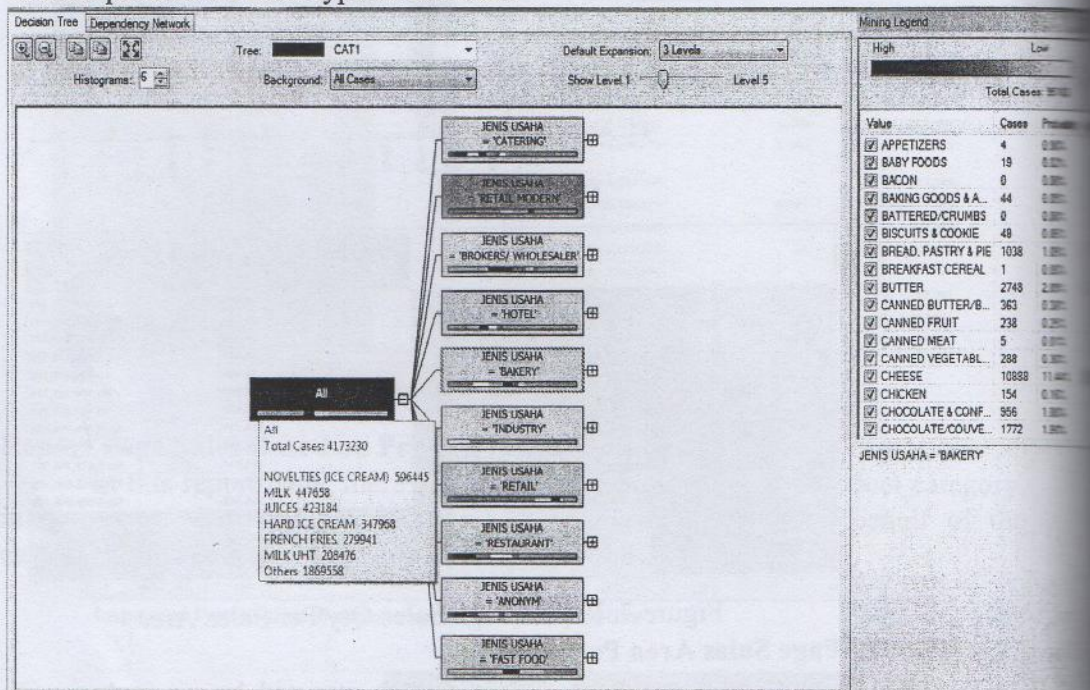 Decision Tree Dependency Network
Tree: CAT1 Default Expansion: 3 Levels
Histograms: 6 Background: All Cases Show Level 1 Level 5
JENIS USAHA
= 'CATERING'
JENIS USAHA
= 'RETAIL MODERN'
JENIS USAHA
= 'BROKERS/ WHOLESALER'
JENIS USAHA
= 'HOTEL'
JENIS USAHA
= 'BAKERY'
JENIS USAHA
= 'INDUSTRY'
JENIS USAHA
= 'RETAIL'
JENIS USAHA
= 'RESTAURANT'
JENIS USAHA
= 'ANONYM'
JENIS USAHA
= 'FAST FOOD'
All
All
Total Cases: 4173230
NOVELTIES (ICE CREAM) 596445
MILK 447658
JUICES 423184
HARD ICE CREAM 347968
FRENCH FRIES 279941
MILK UHT 208476
Others 1869558
Mining Legend
High Low
Total Cases:
Value Cases
APPETIZERS 4
BABY FOODS 19
BACON 0
BAKING GOODS & A... 44
BATTERED/CRUMBS 0
BISCUITS & COOKIE 49
BREAD, PASTRY & PIE 1038
BREAKFAST CEREAL 1
BUTTER 2748
CANNED BUTTER/B... 363
CANNED FRUIT 238
CANNED MEAT 5
CANNED VEGETABL... 288
CHEESE 10888
CHICKEN 154
CHOCOLATE & CONF... 956
CHOCOLATE/COUVE... 1772
JENIS USAHA = 'BAKERY'